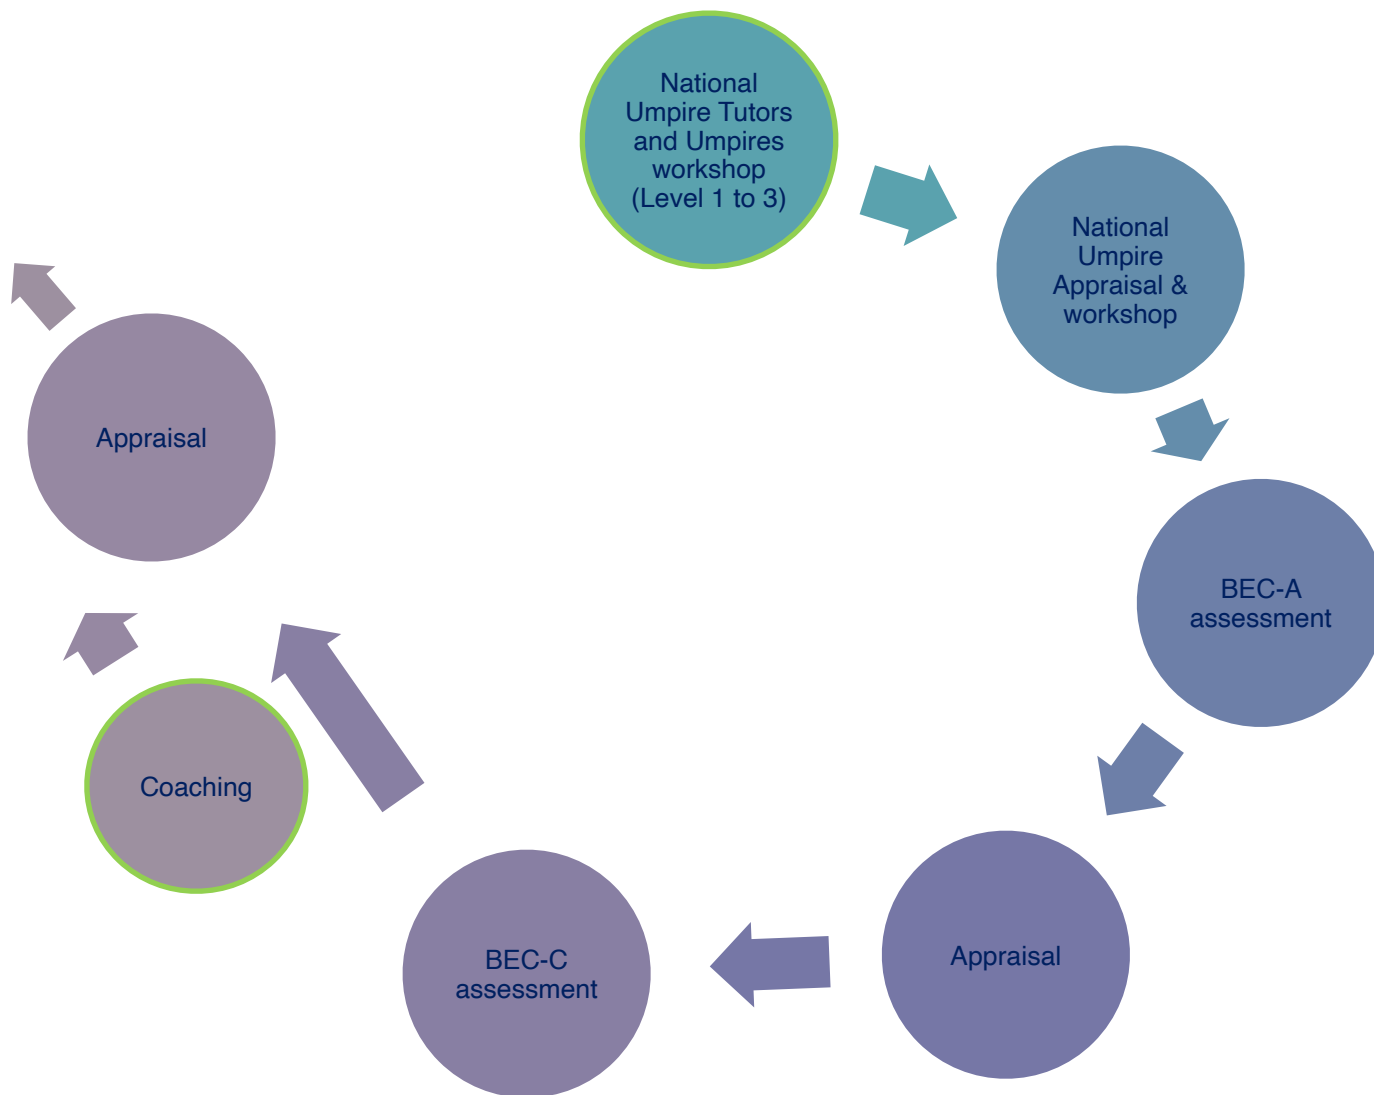 National
Umpire Tutors
and Umpires
workshop
(Level 1 to 3)
National
Umpire
Appraisal &
workshop
BEC-A
assessment
Appraisal
BEC-C
assessment
Coaching
Appraisal